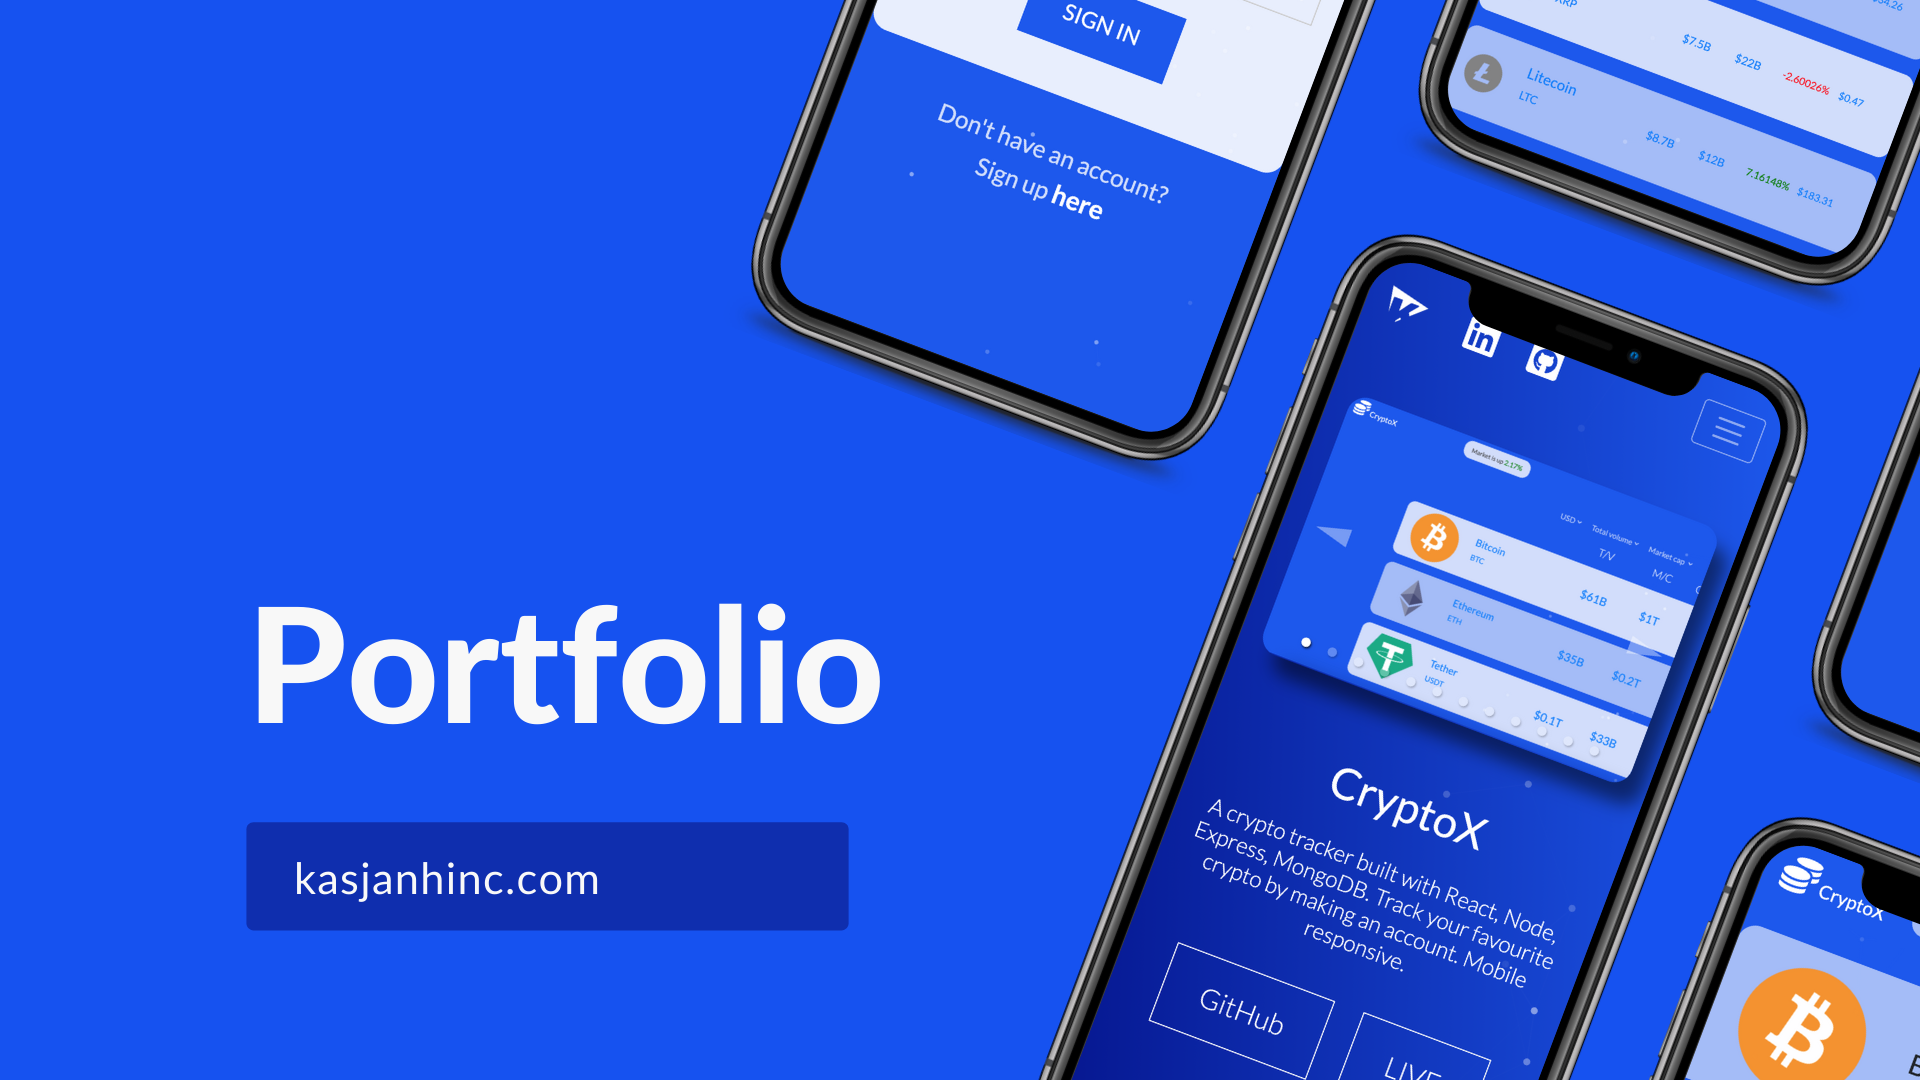 SIGN IN
Don't have an account?
Sign up here
XRP
$7.5B
$22B
-2.60026%
$0.47
Litecoin
LTC
$8.7B
$12B
7.16148%
$183.31
Portfolio
kasjanhinc.com
in
CryptoX
Market is up 2.17%
USD
Total volume
Market cap
T/V
M/C
Bitcoin
BTC
$61B
$1T
Ethereum
ETH
$35B
$0.2T
Tether
USDT
$0.1T
$33B
CryptoX
A crypto tracker built with React, Node,
Express, MongoDB. Track your favourite
crypto by making an account. Mobile
responsive.
GitHub
LIVE
CryptoX